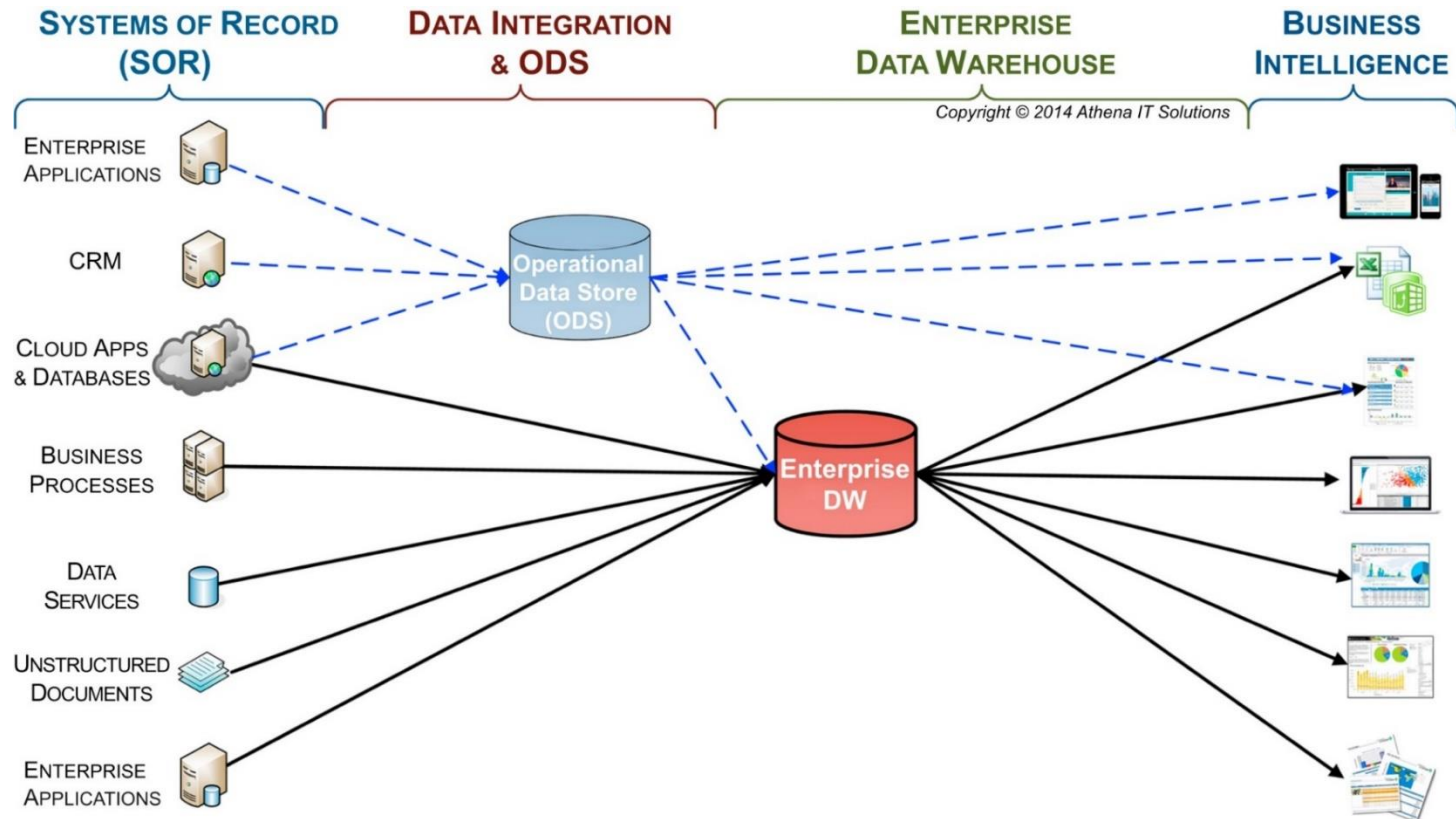 SYSTEMS OF RECORD
(SOR)
DATA INTEGRATION
& ODS
ENTERPRISE
DATA WAREHOUSE
BUSINESS
INTELLIGENCE
Copyright © 2014 Athena IT Solutions
ENTERPRISE
APPLICATIONS
CRM
CLOUD APPS
& DATABASES
BUSINESS
PROCESSES
DATA
SERVICES
UNSTRUCTURED
DOCUMENTS
ENTERPRISE
APPLICATIONS
Operational
Data Store
(ODS)
Enterprise
DW